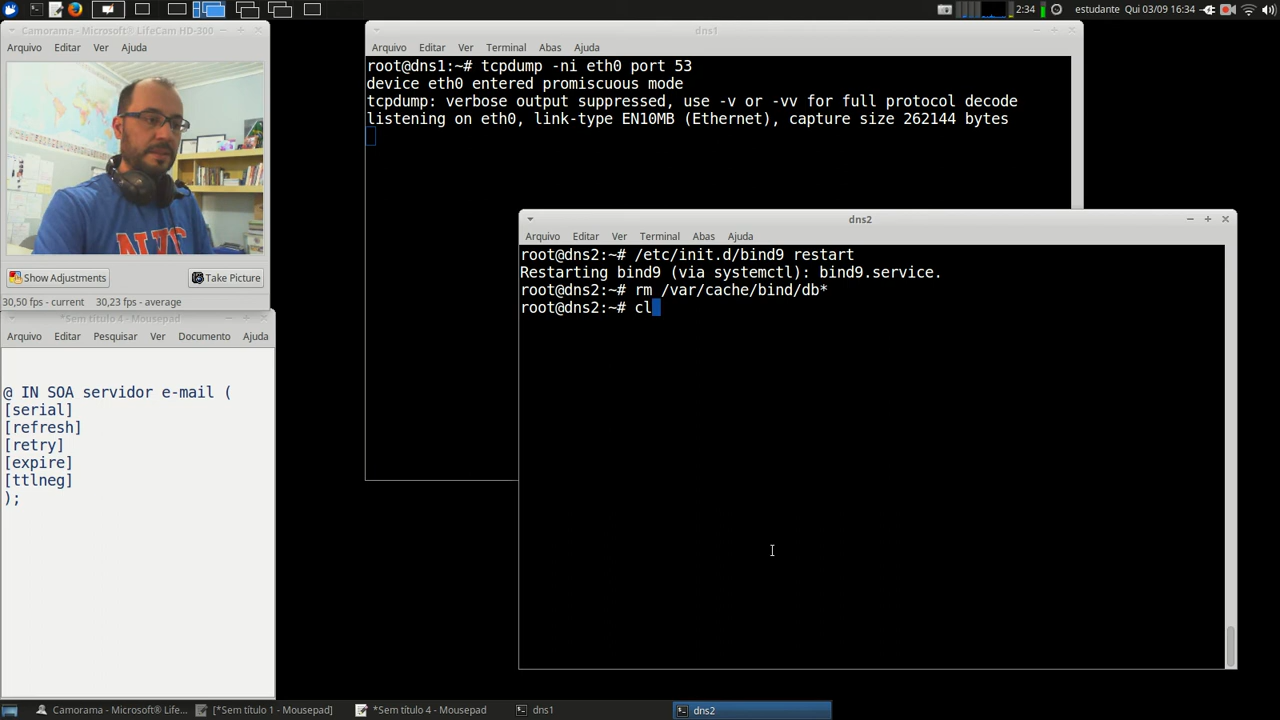 2:34
estudante
Qui 03/09 16:34
Camorama - Microsoft® LifeCam HD-300
Arquivo Editar Ver Ajuda
Show Adjustments
Take Picture
30,50 fps - current 30,23 fps - average
*Sem título 4 - Mousepad
Arquivo Editar Pesquisar Ver Documento Ajuda
@ IN SOA servidor e-mail (
[serial]
[refresh]
[retry]
[expire]
[ttlneg]
);
dns1
Arquivo Editar Ver Terminal Abas Ajuda
root@dns1:~# tcpdump -ni eth0 port 53
device eth0 entered promiscuous mode
tcpdump: verbose output suppressed, use -v or -vv for full protocol decode
listening on eth0, link-type EN10MB (Ethernet), capture size 262144 bytes
dns2
Arquivo Editar Ver Terminal Abas Ajuda
root@dns2:~# /etc/init.d/bind9 restart
Restarting bind9 (via systemctl): bind9.service.
root@dns2:~# rm /var/cache/bind/db*
root@dns2:~# cl
Camorama - Microsoft® Life...
[*Sem título 1 - Mousepad]
*Sem título 4 - Mousepad
dns1
dns2